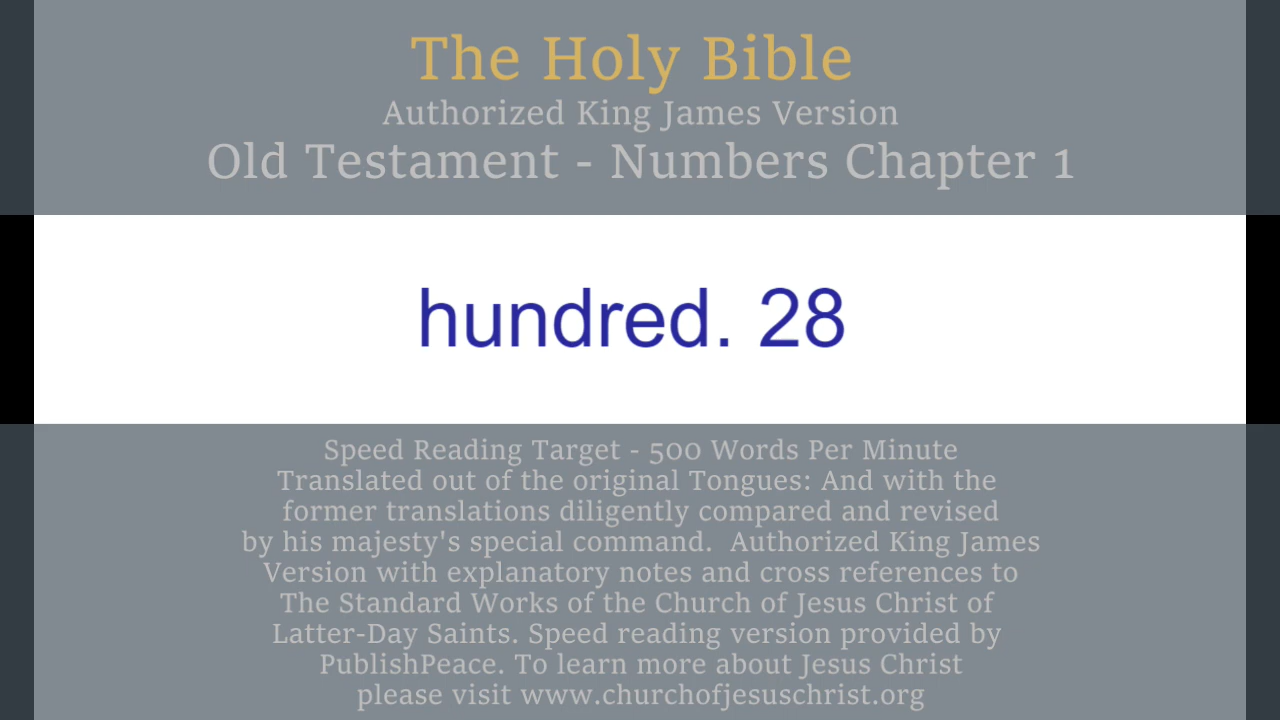 The Holy Bible
Authorized King James Version
Old Testament - Numbers Chapter 1
hundred. 28
Speed Reading Target - 500 Words Per Minute
Translated out of the original Tongues: And with the
former translations diligently compared and revised
by his majesty's special command.  Authorized King James
Version with explanatory notes and cross references to
The Standard Works of the Church of Jesus Christ of
Latter-Day Saints. Speed reading version provided by
PublishPeace. To learn more about Jesus Christ
please visit www.churchofjesuschrist.org